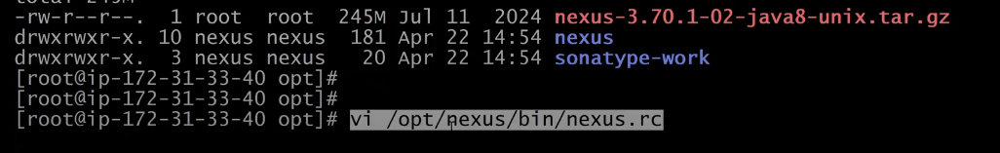 -rw-r--r--.  1 root  root  245M Jul 11  2024 nexus-3.70.1-02-java8-unix.tar.gz
drwxrwxr-x. 10 nexus nexus  181 Apr 22 14:54 nexus
drwxrwxr-x.  3 nexus nexus   20 Apr 22 14:54 sonatype-work
[root@ip-172-31-33-40 opt]#
[root@ip-172-31-33-40 opt]#
[root@ip-172-31-33-40 opt]# vi /opt/nexus/bin/nexus.rc